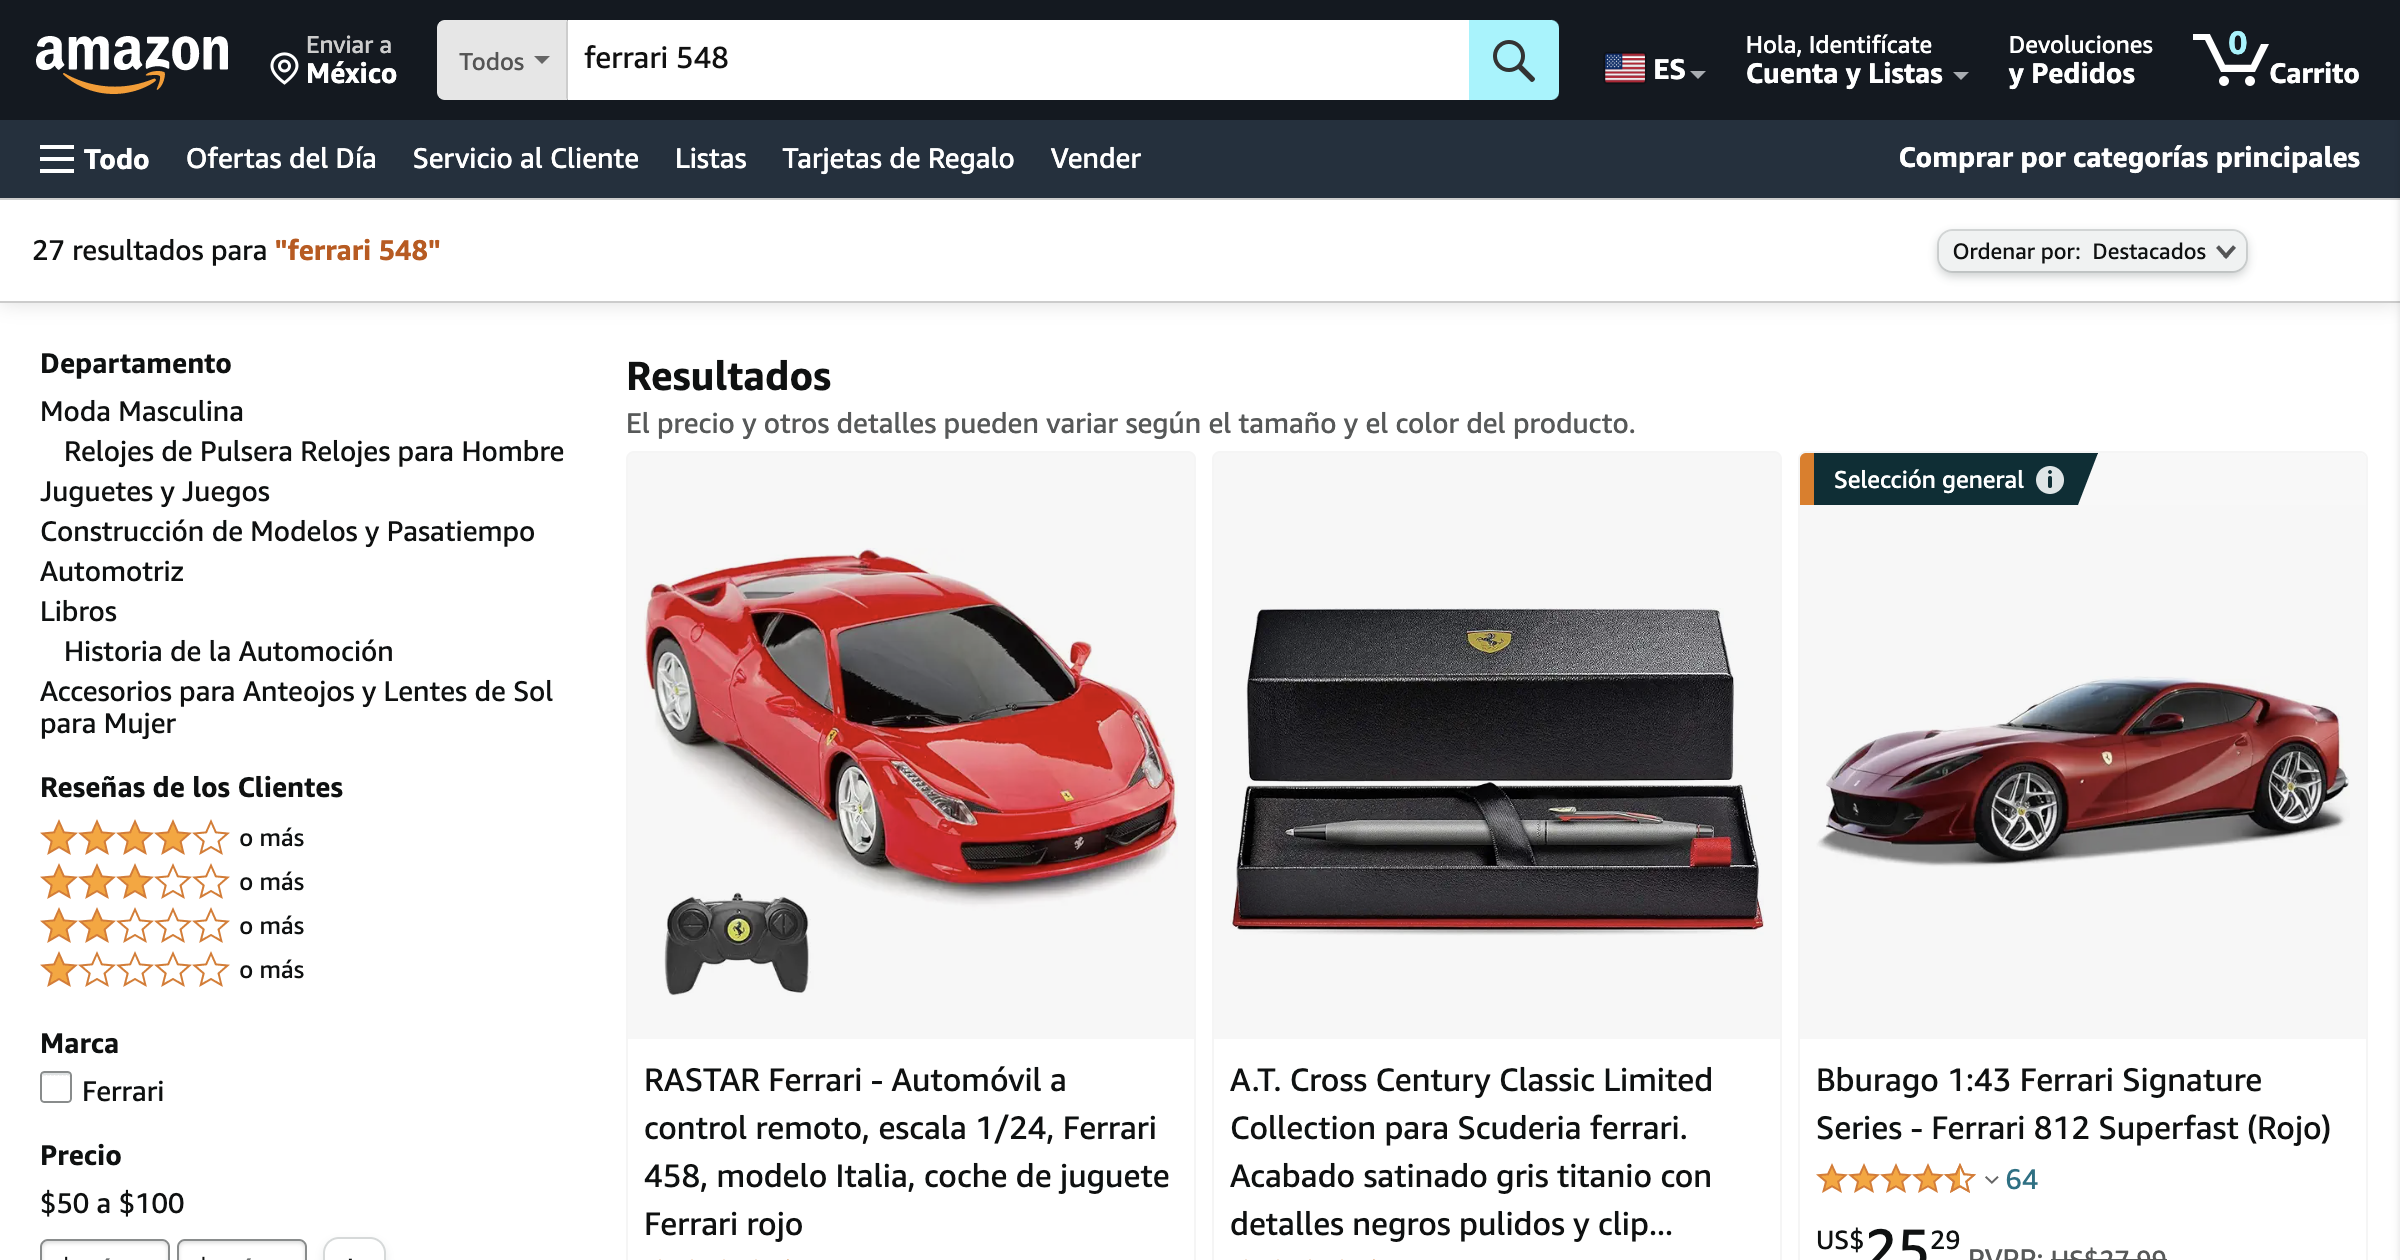 amazon
Enviar a
México
Todos
ferrari 548
ES
Hola, Identifícate
Cuenta y Listas
Devoluciones
y Pedidos
0
Carrito
Todo
Ofertas del Día
Servicio al Cliente
Listas
Tarjetas de Regalo
Vender
Comprar por categorías principales
27 resultados para "ferrari 548"
Ordenar por: Destacados
Departamento
Moda Masculina
Relojes de Pulsera Relojes para Hombre
Juguetes y Juegos
Construcción de Modelos y Pasatiempo
Automotriz
Libros
Historia de la Automoción
Accesorios para Anteojos y Lentes de Sol
para Mujer
Reseñas de los Clientes
o más
o más
o más
o más
Marca
Ferrari
Precio
$50 a $100
Resultados
El precio y otros detalles pueden variar según el tamaño y el color del producto.
RASTAR Ferrari - Automóvil a
control remoto, escala 1/24, Ferrari
458, modelo Italia, coche de juguete
Ferrari rojo
A.T. Cross Century Classic Limited
Collection para Scuderia ferrari.
Acabado satinado gris titanio con
detalles negros pulidos y clip...
Selección general
Bburago 1:43 Ferrari Signature
Series - Ferrari 812 Superfast (Rojo)
64
US$25 29 PVPR: US$27.99